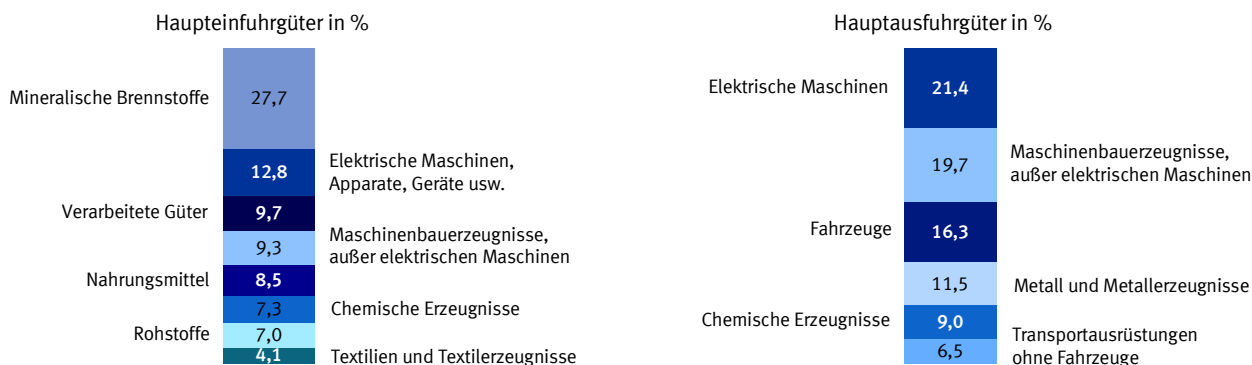 Haupteinfuhrgüter in %
Mineralische Brennstoffe
27,7
12,8
Elektrische Maschinen,
Apparate, Geräte usw.
Verarbeitete Güter
9,7
9,3
Maschinenbauerzeugnisse,
außer elektrischen Maschinen
Nahrungsmittel
8,5
7,3
Chemische Erzeugnisse
Rohstoffe
7,0
4,1
Textilien und Textilerzeugnisse
Hauptausfuhrgüter in %
Elektrische Maschinen
21,4
19,7
Maschinenbauerzeugnisse,
außer elektrischen Maschinen
Fahrzeuge
16,3
11,5
Metall und Metallerzeugnisse
Chemische Erzeugnisse
9,0
6,5
Transportausrüstungen
ohne Fahrzeuge